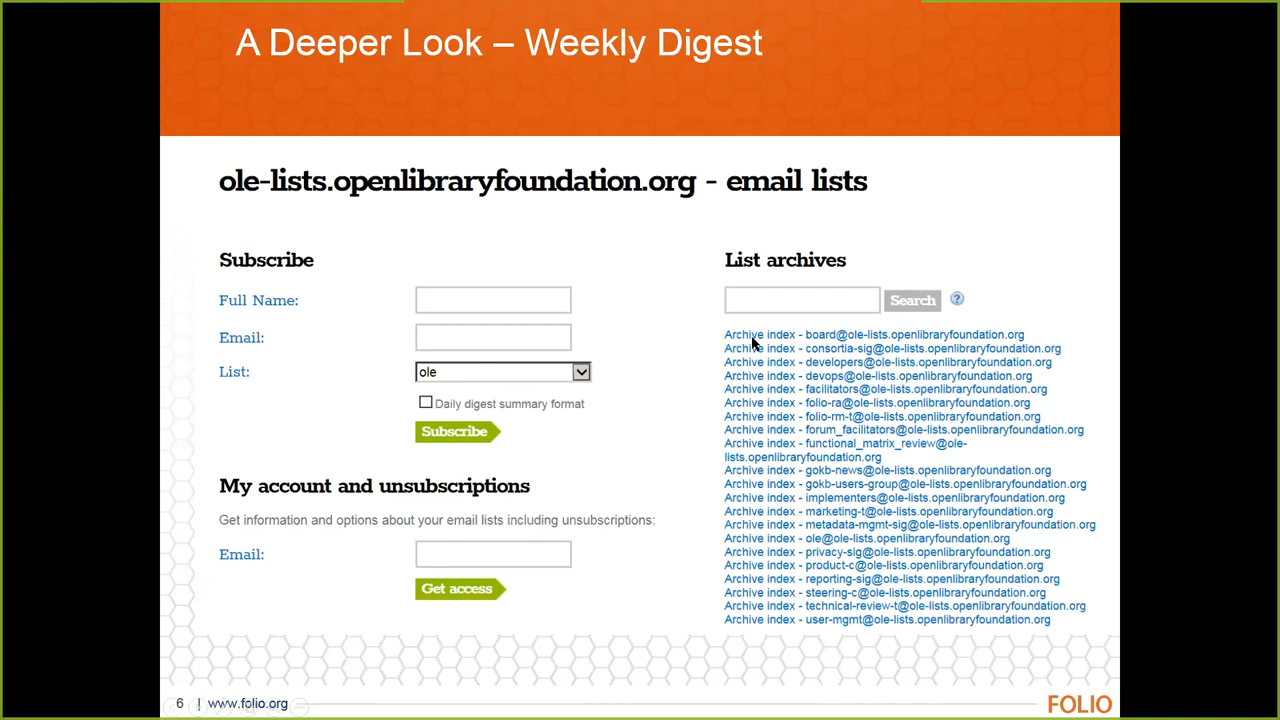 A Deeper Look – Weekly Digest
ole-lists.openlibraryfoundation.org - email lists
Subscribe
Full Name:
Email:
List:
ole
Daily digest summary format
Subscribe
My account and unsubscriptions
Get information and options about your email lists including unsubscriptions:
Email:
Get access
List archives
Search
?
Archive index - board@ole-lists.openlibraryfoundation.org
Archive index - consortia-sig@ole-lists.openlibraryfoundation.org
Archive index - developers@ole-lists.openlibraryfoundation.org
Archive index - devops@ole-lists.openlibraryfoundation.org
Archive index - facilitators@ole-lists.openlibraryfoundation.org
Archive index - folio-ra@ole-lists.openlibraryfoundation.org
Archive index - folio-rm-t@ole-lists.openlibraryfoundation.org
Archive index - forum_facilitators@ole-lists.openlibraryfoundation.org
Archive index - functional_matrix_review@ole-
lists.openlibraryfoundation.org
Archive index - gokb-news@ole-lists.openlibraryfoundation.org
Archive index - gokb-users-group@ole-lists.openlibraryfoundation.org
Archive index - implementers@ole-lists.openlibraryfoundation.org
Archive index - marketing-t@ole-lists.openlibraryfoundation.org
Archive index - metadata-mgmt-sig@ole-lists.openlibraryfoundation.org
Archive index - ole@ole-lists.openlibraryfoundation.org
Archive index - privacy-sig@ole-lists.openlibraryfoundation.org
Archive index - product-c@ole-lists.openlibraryfoundation.org
Archive index - reporting-sig@ole-lists.openlibraryfoundation.org
Archive index - steering-c@ole-lists.openlibraryfoundation.org
Archive index - technical-review-t@ole-lists.openlibraryfoundation.org
Archive index - user-mgmt@ole-lists.openlibraryfoundation.org
6 | www.folio.org
FOLIO